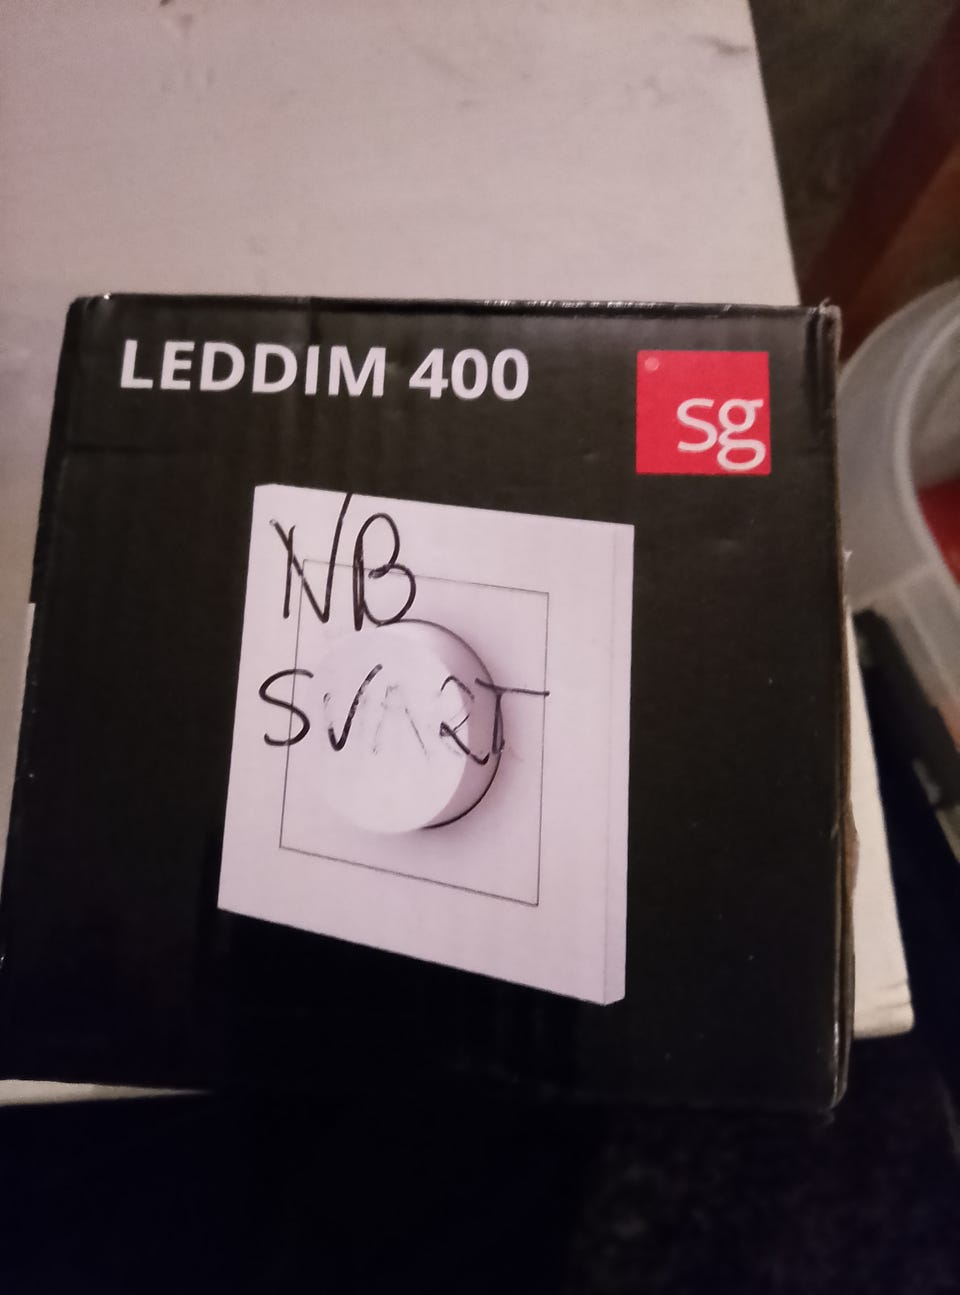 LEDDIM 400
sg
NB
SVART